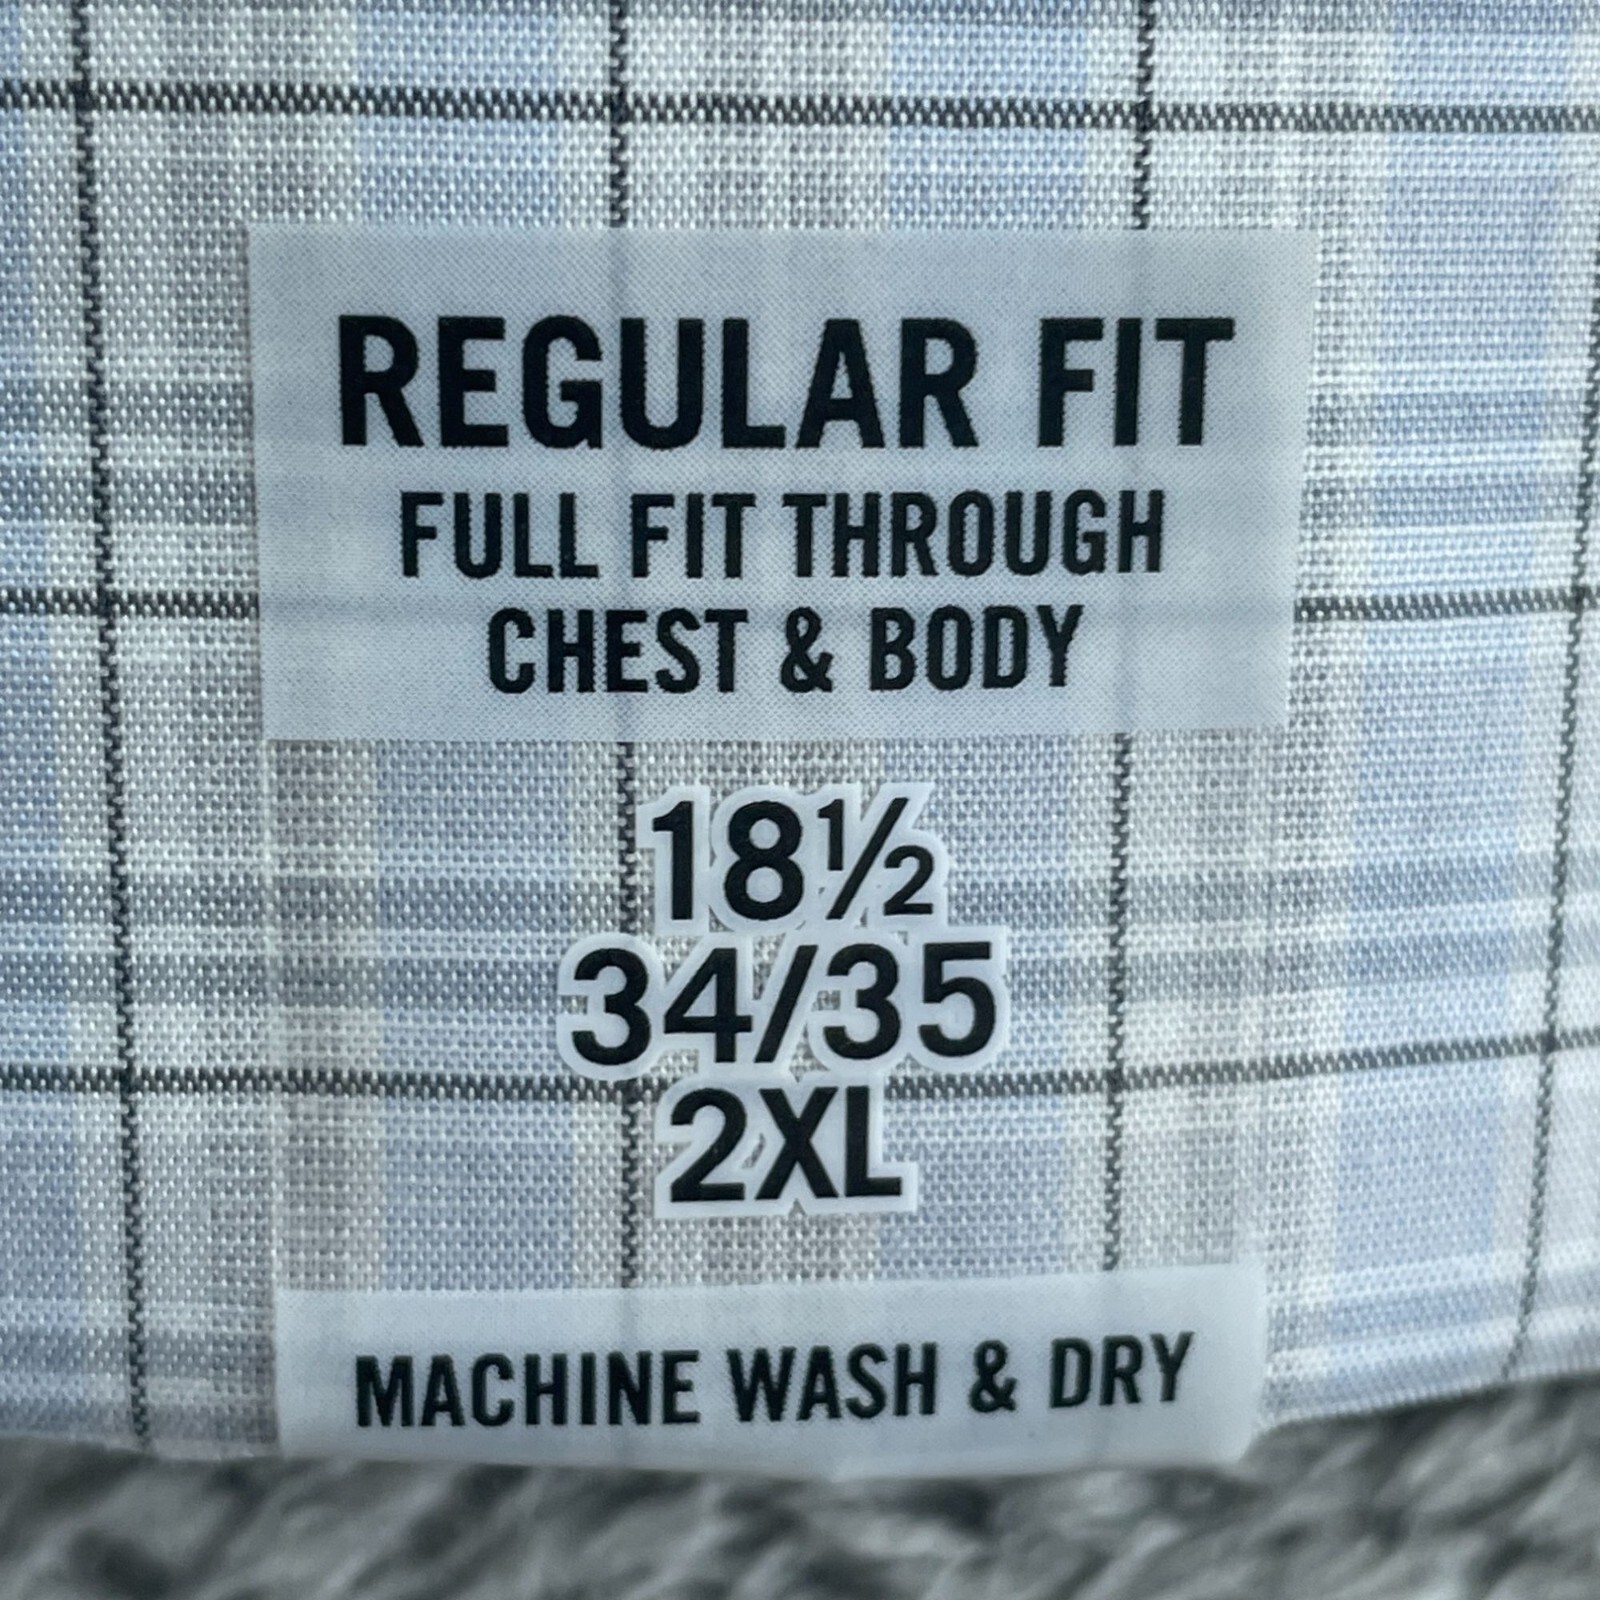 REGULAR FIT
FULL FIT THROUGH
CHEST & BODY
18½
34/35
2XL
MACHINE WASH & DRY